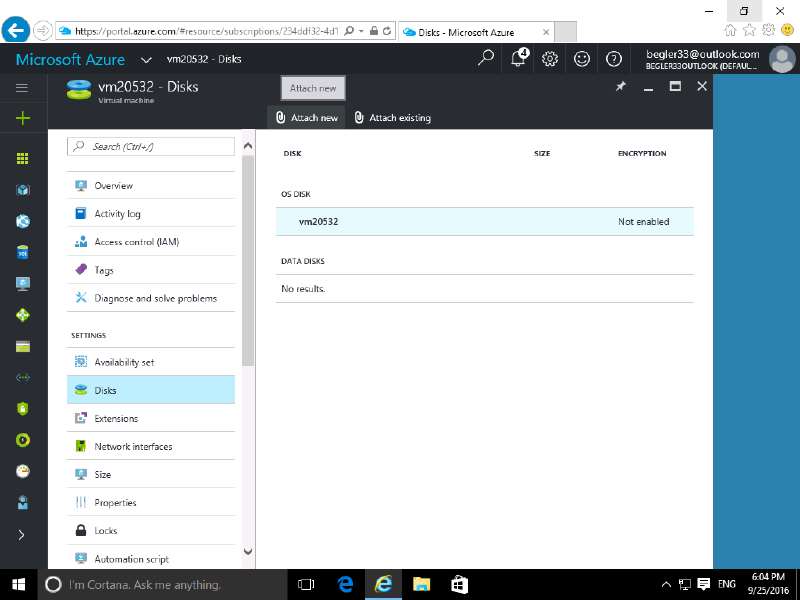 https://portal.azure.com/#resource/subscriptions/234ddf32-4d1
Disks - Microsoft Azure
Microsoft Azure
vm20532 - Disks
4
begler33@outlook.com
BEGLER33OUTLOOK (DEFAUL...
vm20532 - Disks
Virtual machine
Attach new
Attach new
Attach existing
Search (Ctrl+/)
Overview
Activity log
Access control (IAM)
Tags
Diagnose and solve problems
SETTINGS
Availability set
Disks
Extensions
Network interfaces
Size
Properties
Locks
Automation script
DISK
SIZE
ENCRYPTION
OS DISK
vm20532
Not enabled
DATA DISKS
No results.
I'm Cortana. Ask me anything.
ENG
6:04 PM
9/25/2016